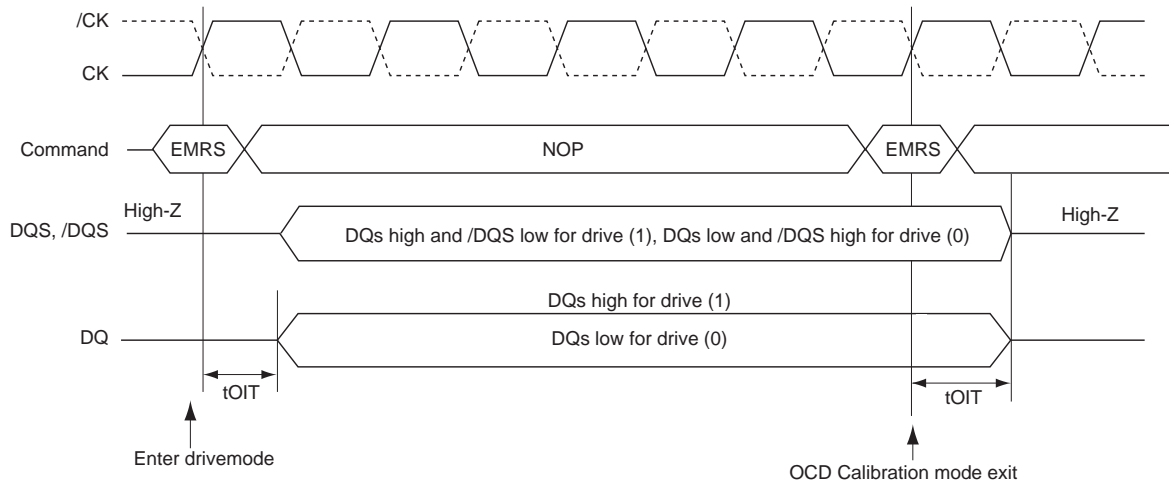 /CK
CK
Command
EMRS
NOP
EMRS
High-Z
High-Z
DQS, /DQS
DQs high and /DQS low for drive (1), DQs low and /DQS high for drive (0)
DQs high for drive (1)
DQ
DQs low for drive (0)
tOIT
tOIT
Enter drivemode
OCD Calibration mode exit